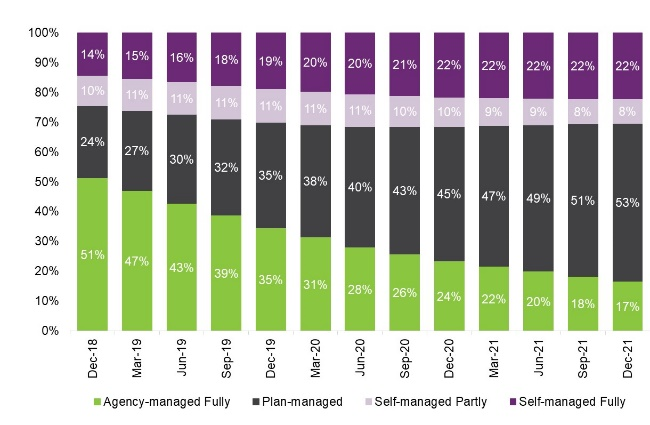 100%
90%
80%
70%
60%
50%
40%
30%
20%
10%
0%
14% 15% 16% 18% 19% 20% 20% 21% 22% 22% 22% 22% 22%
10% 11% 11% 11% 11% 11% 11% 10% 10% 9% 9% 8% 8%
24% 27% 30% 32% 35% 38% 40% 43% 45% 47% 49% 51% 53%
51% 47% 43% 39% 35% 31% 28% 26% 24% 22% 20% 18% 17%
Dec-18 Mar-19 Jun-19 Sep-19 Dec-19 Mar-20 Jun-20 Sep-20 Dec-20 Mar-21 Jun-21 Sep-21 Dec-21
Agency-managed Fully Plan-managed Self-managed Partly Self-managed Fully